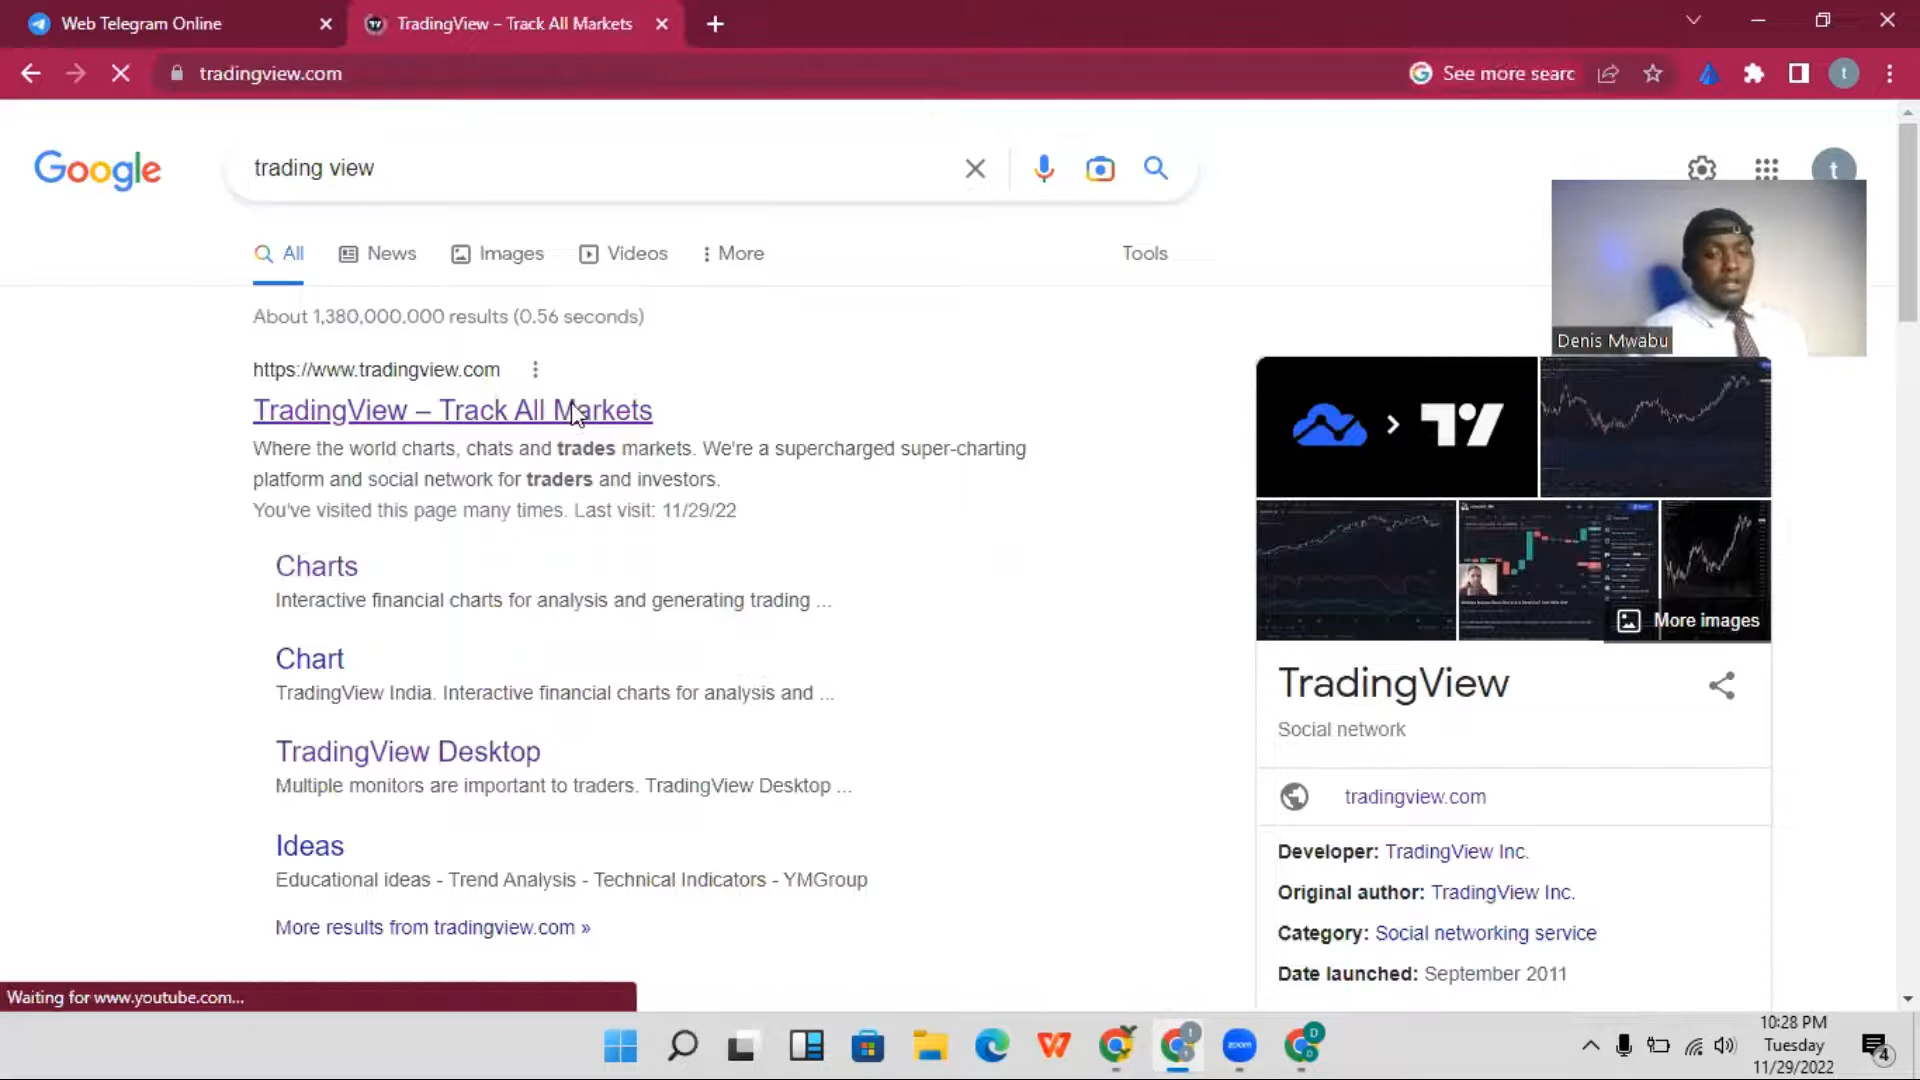 Web Telegram Online
TradingView – Track All Markets
tradingview.com
See more searc
t
Google
trading view
t
All
News
Images
Videos
More
Tools
About 1,380,000,000 results (0.56 seconds)
Denis Mwabu
https://www.tradingview.com
TradingView – Track All Markets
Where the world charts, chats and trades markets. We're a supercharged super-charting
platform and social network for traders and investors.
You've visited this page many times. Last visit: 11/29/22
Charts
Interactive financial charts for analysis and generating trading ...
Chart
TradingView India. Interactive financial charts for analysis and ...
TradingView Desktop
Multiple monitors are important to traders. TradingView Desktop ...
Ideas
Educational ideas - Trend Analysis - Technical Indicators - YMGroup
More results from tradingview.com »
More images
TradingView
Social network
tradingview.com
Developer: TradingView Inc.
Original author: TradingView Inc.
Category: Social networking service
Date launched: September 2011
Waiting for www.youtube.com...
zoom
D
10:28 PM
Tuesday
11/29/2022
4